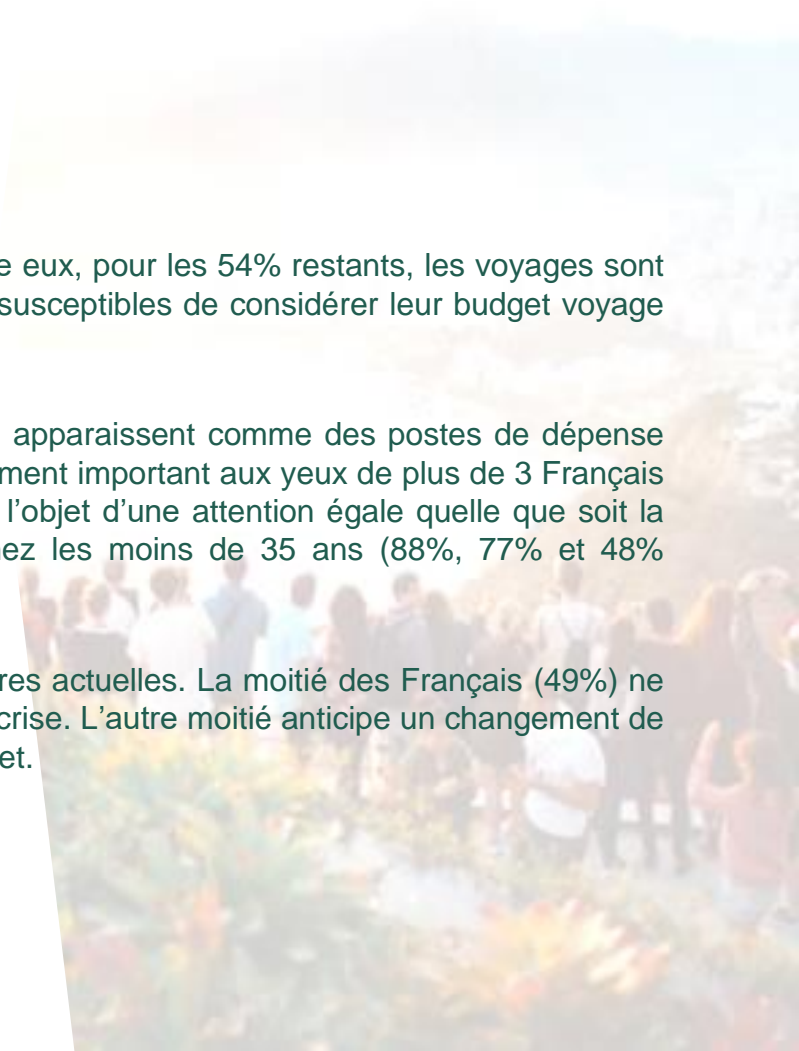 e eux, pour les 54% restants, les voyages sont
susceptibles de considérer leur budget voyage
apparaissent comme des postes de dépense
ment important aux yeux de plus de 3 Français
l’objet d’une attention égale quelle que soit la
ez les moins de 35 ans (88%, 77% et 48%
res actuelles. La moitié des Français (49%) ne
crise. L’autre moitié anticipe un changement de
et.